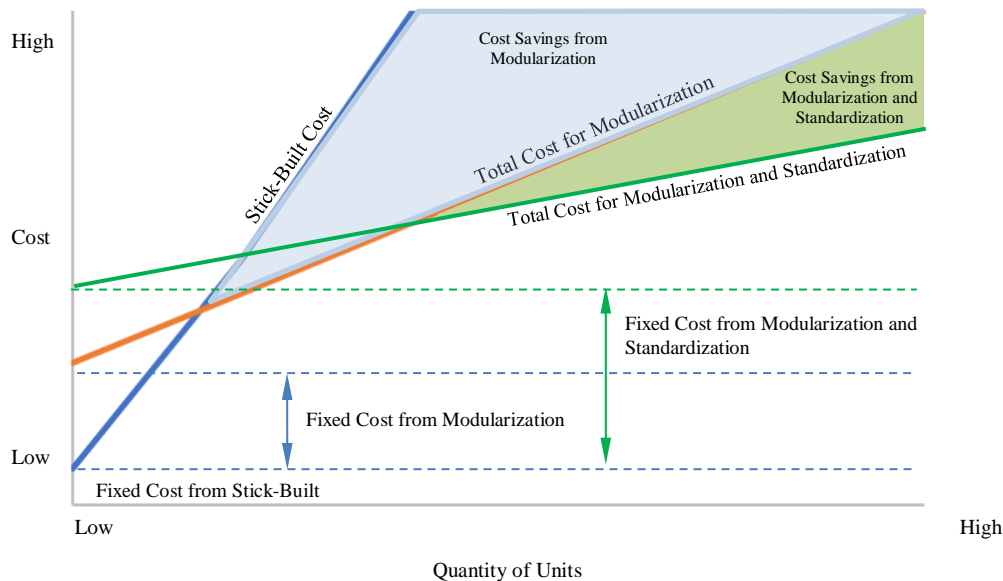 High
Cost Savings from
Modularization
Cost Savings from
Modularization and
Standardization
Stick-Built Cost
Total Cost for Modularization
Total Cost for Modularization and Standardization
Cost
Fixed Cost from Modularization and
Standardization
Fixed Cost from Modularization
Low
Fixed Cost from Stick-Built
Low
High
Quantity of Units